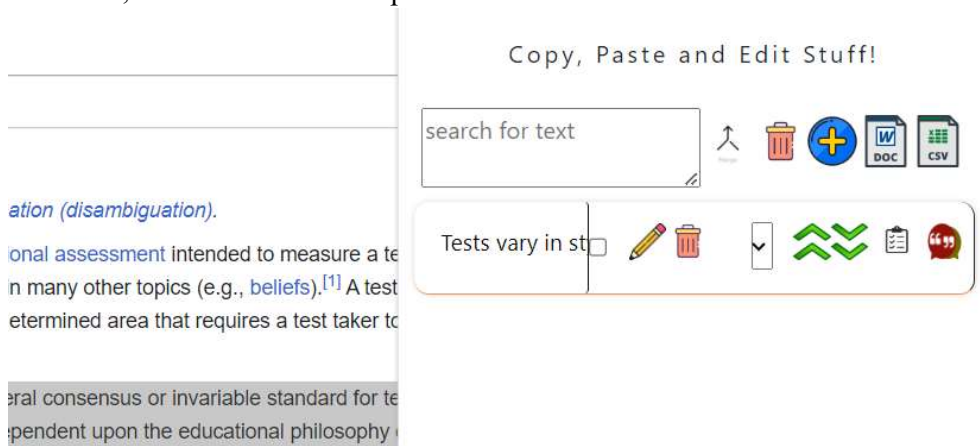 Copy, Paste and Edit Stuff!
search for text
DOC
CSV
Tests vary in st
ation (disambiguation).
ional assessment intended to measure a te
n many other topics (e.g., beliefs).[1] A test
etermined area that requires a test taker to
eral consensus or invariable standard for te
ependent upon the educational philosophy